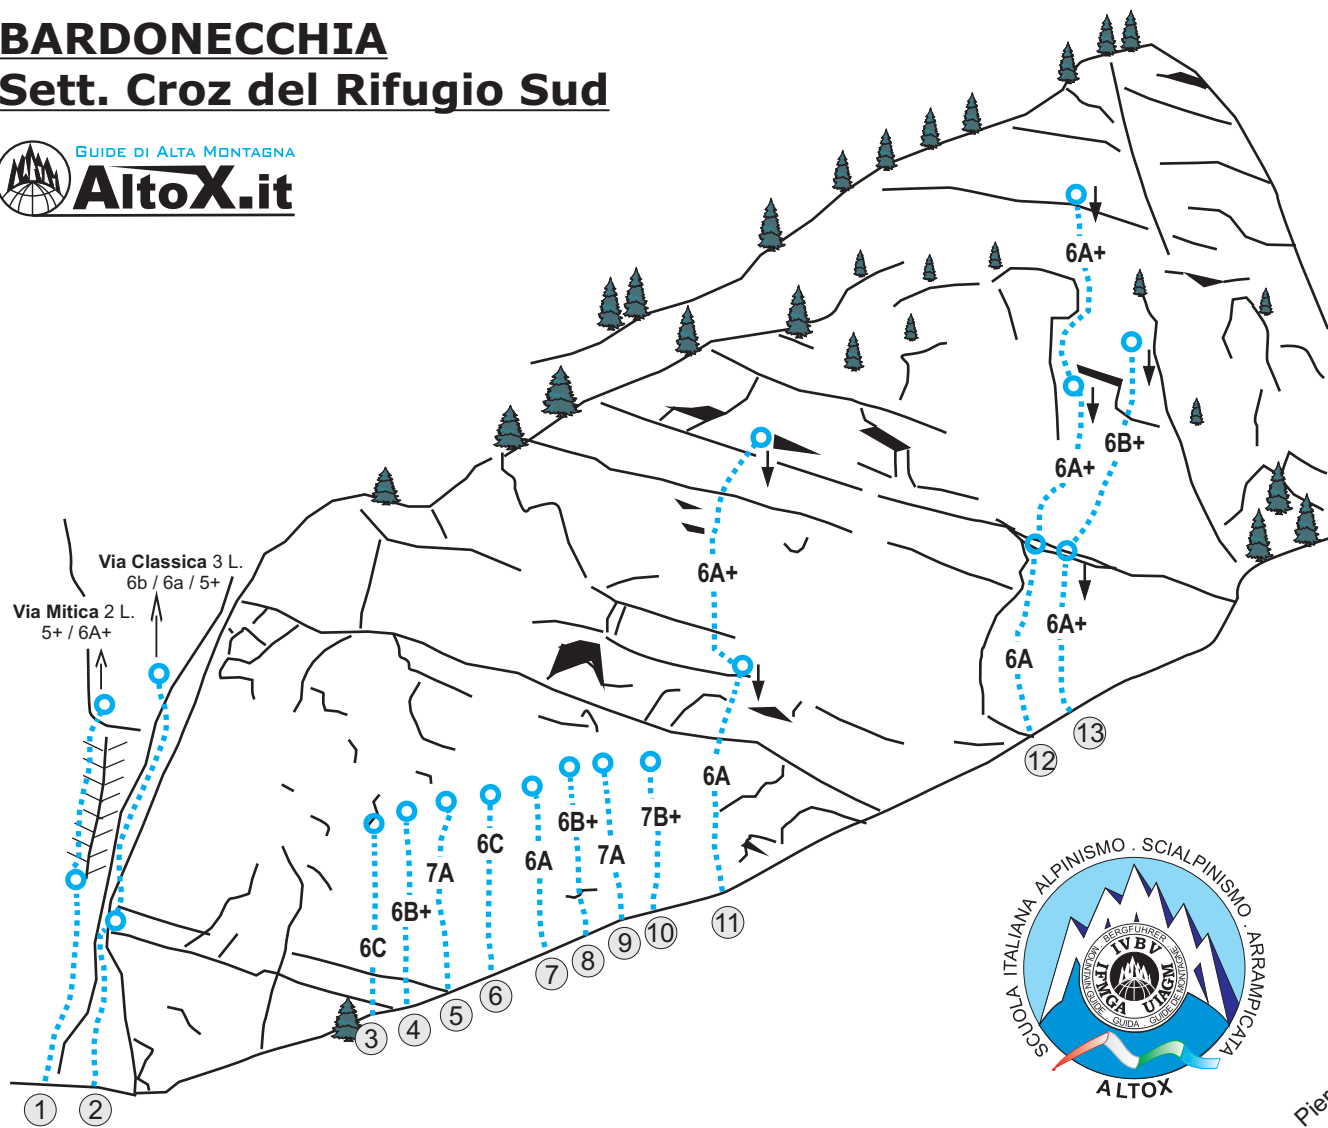 BARDONECCHIA
Sett. Croz del Rifugio Sud
GUIDE DI ALTA MONTAGNA
AltoX.it
Via Classica 3 L.
6b / 6a / 5+
Via Mitica 2 L.
5+ / 6A+
6A+
6B+
6A+
6A+
6A+
6A
6A
6B+
7B+
6C
7A
6A
7A
6B+
6C
1
2
3
4
5
6
7
8
9
10
11
12
13
SCUOLA ITALIANA ALPINISMO . SCIALPINISMO . ARRAMPICATA
BERGFUHRER . GUIDE DE MONTAGNE . GUIDA . MOUNTAIN GUIDE .
IVBV UIAGM IFMGA
ALTOX